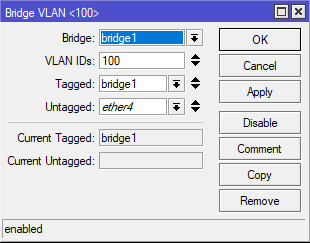 Bridge VLAN <100>
Bridge: bridge1
VLAN IDs: 100
Tagged: bridge1
Untagged: ether4
Current Tagged: bridge1
Current Untagged:
OK
Cancel
Apply
Disable
Comment
Copy
Remove
enabled